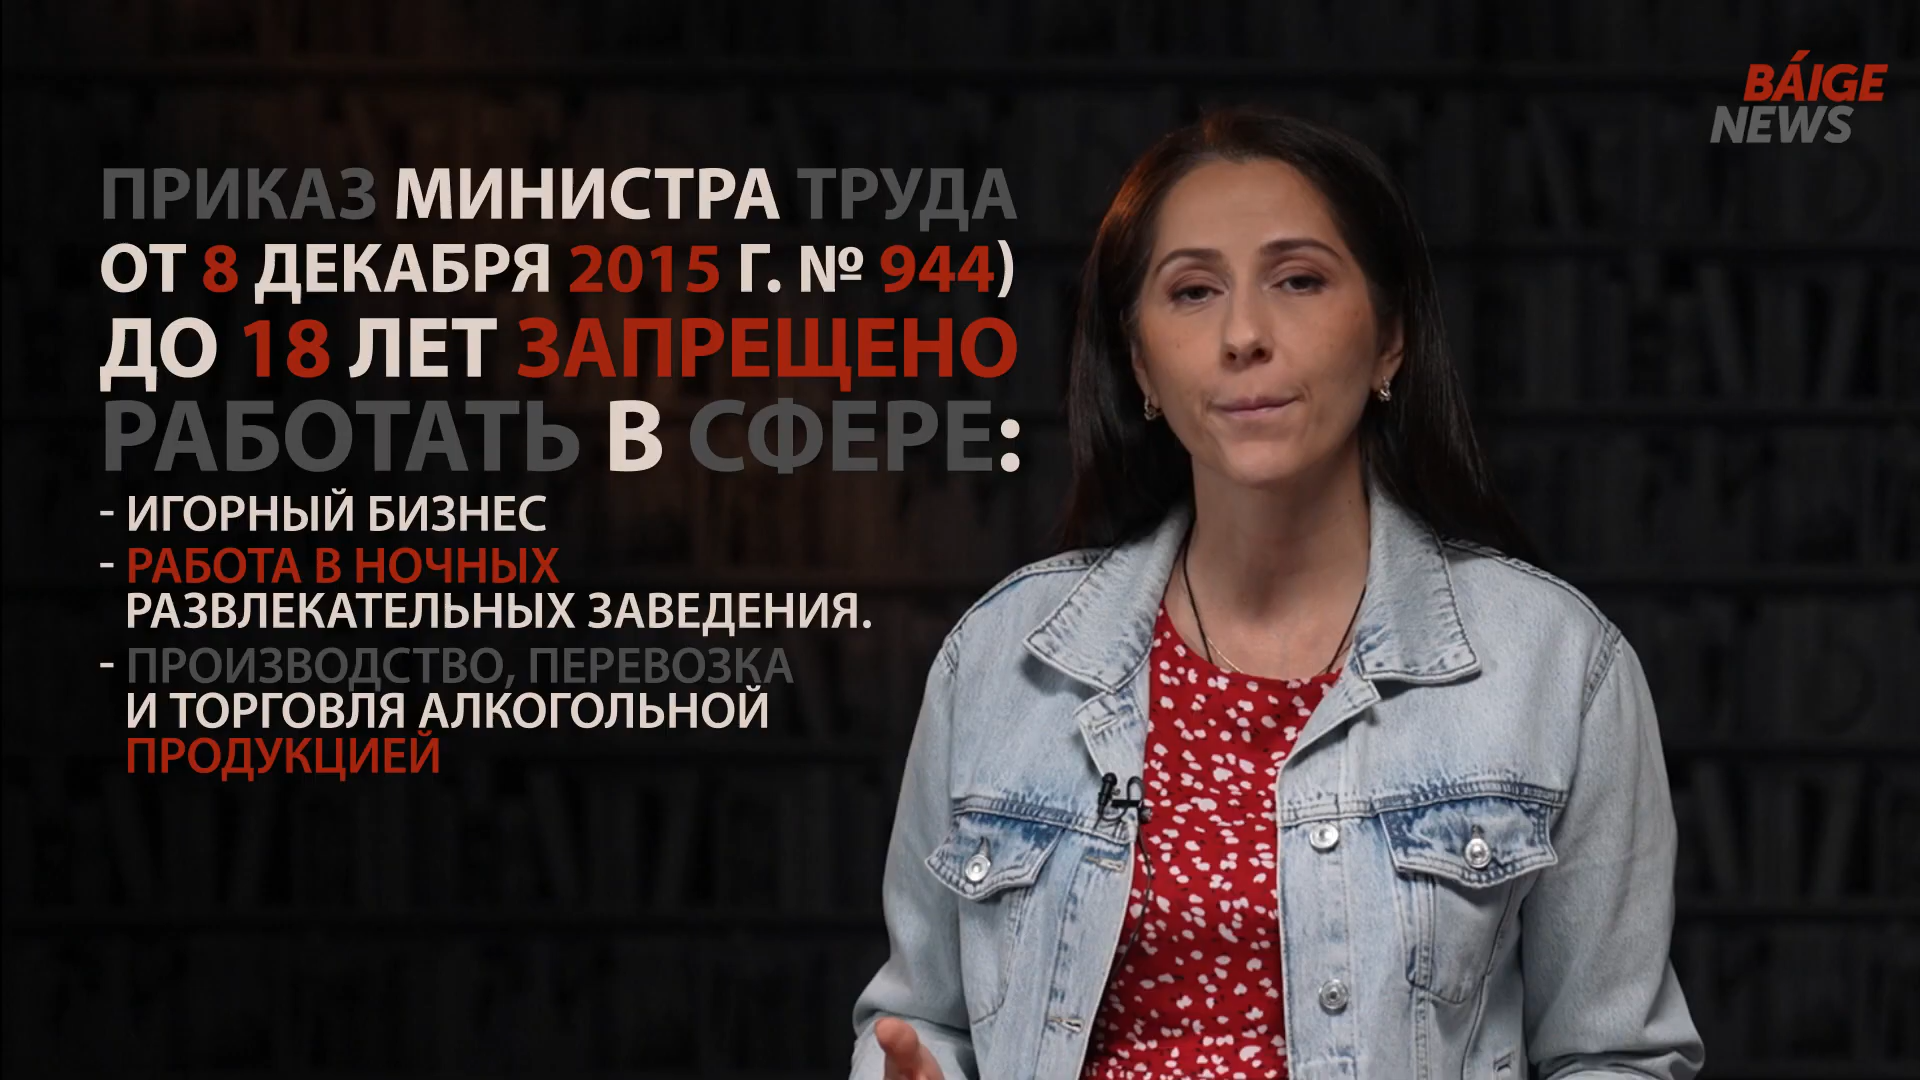 BÁIGE
NEWS
ПРИКАЗ МИНИСТРА ТРУДА
ОТ 8 ДЕКАБРЯ 2015 Г. № 944)
ДО 18 ЛЕТ ЗАПРЕЩЕНО
РАБОТАТЬ В СФЕРЕ:
- ИГОРНЫЙ БИЗНЕС
- РАБОТА В НОЧНЫХ
РАЗВЛЕКАТЕЛЬНЫХ ЗАВЕДЕНИЯ.
- ПРОИЗВОДСТВО, ПЕРЕВОЗКА
И ТОРГОВЛЯ АЛКОГОЛЬНОЙ
ПРОДУКЦИЕЙ